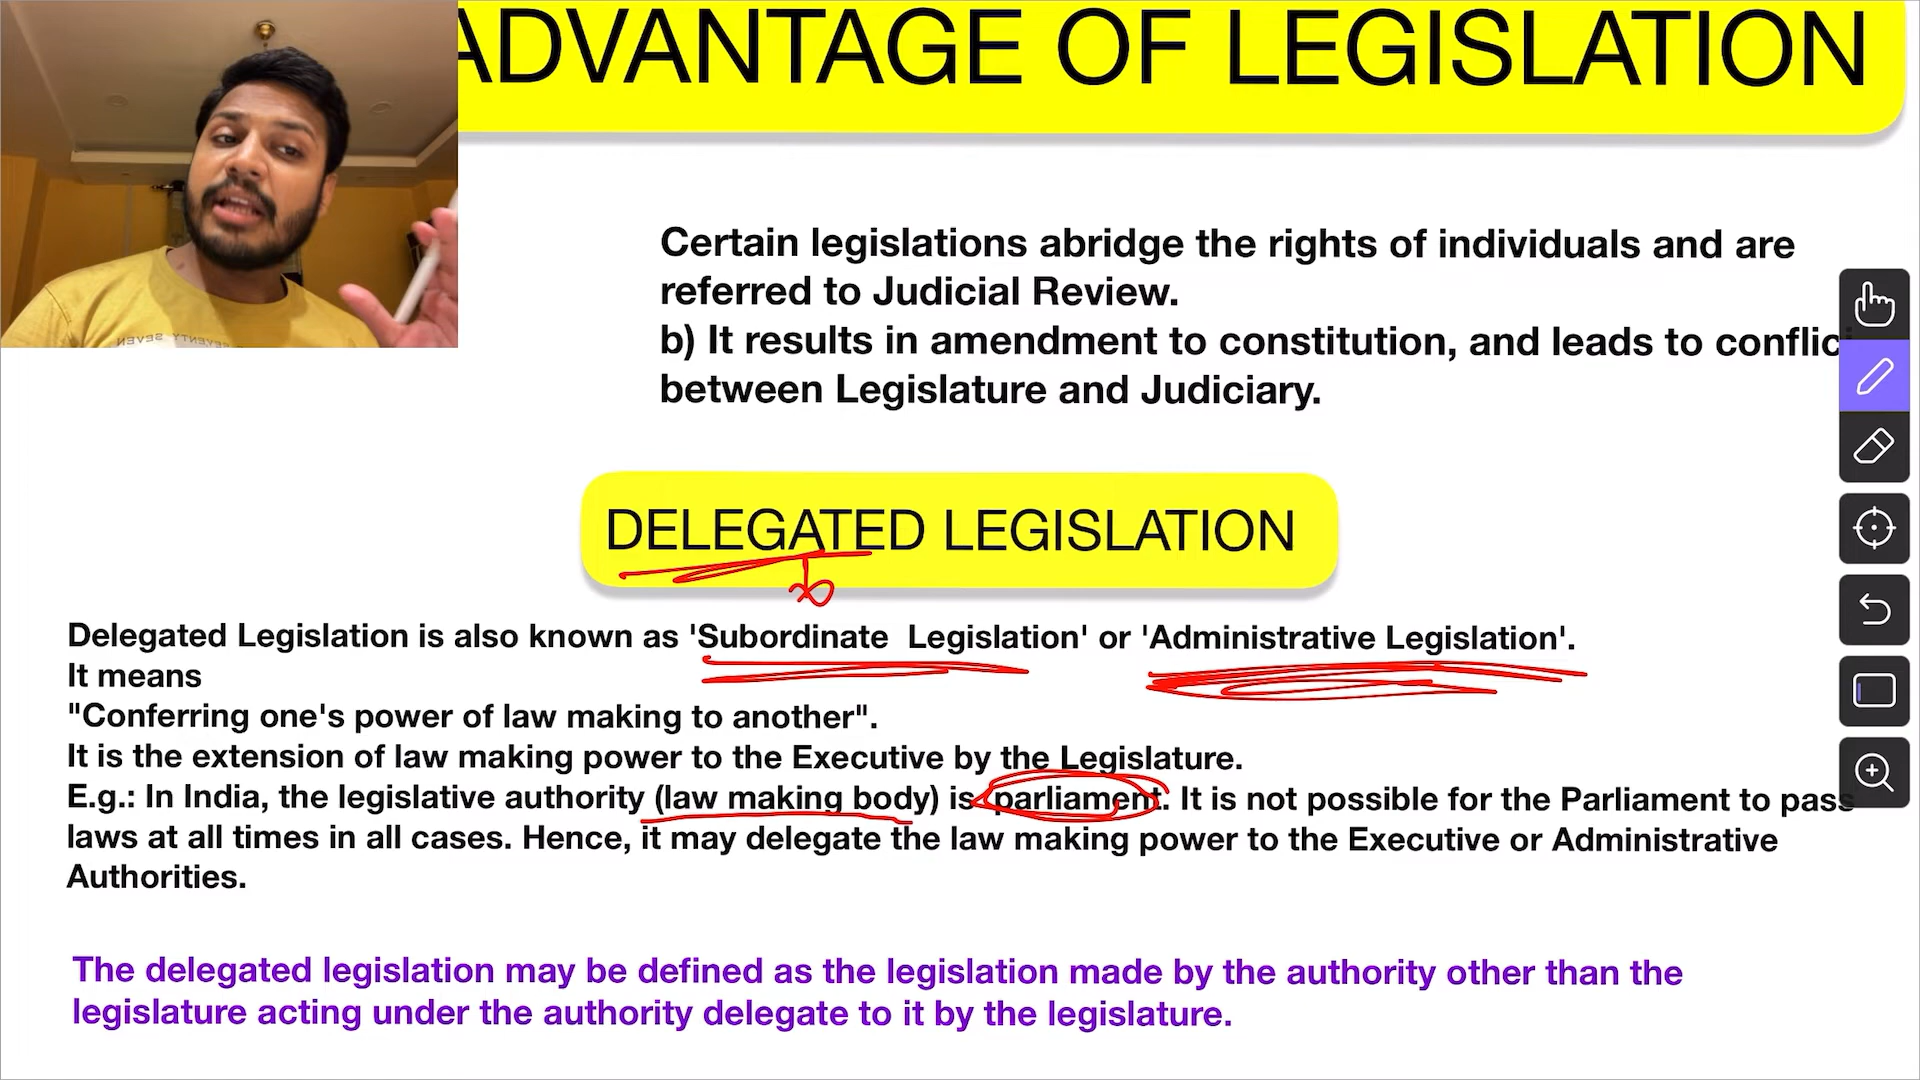 ADVANTAGE OF LEGISLATION
Certain legislations abridge the rights of individuals and are
referred to Judicial Review.
b) It results in amendment to constitution, and leads to conflic
between Legislature and Judiciary.
DELEGATED LEGISLATION
Delegated Legislation is also known as 'Subordinate Legislation' or 'Administrative Legislation'.
It means
"Conferring one's power of law making to another".
It is the extension of law making power to the Executive by the Legislature.
E.g.: In India, the legislative authority (law making body) is parliament. It is not possible for the Parliament to pass
laws at all times in all cases. Hence, it may delegate the law making power to the Executive or Administrative
Authorities.
The delegated legislation may be defined as the legislation made by the authority other than the
legislature acting under the authority delegate to it by the legislature.